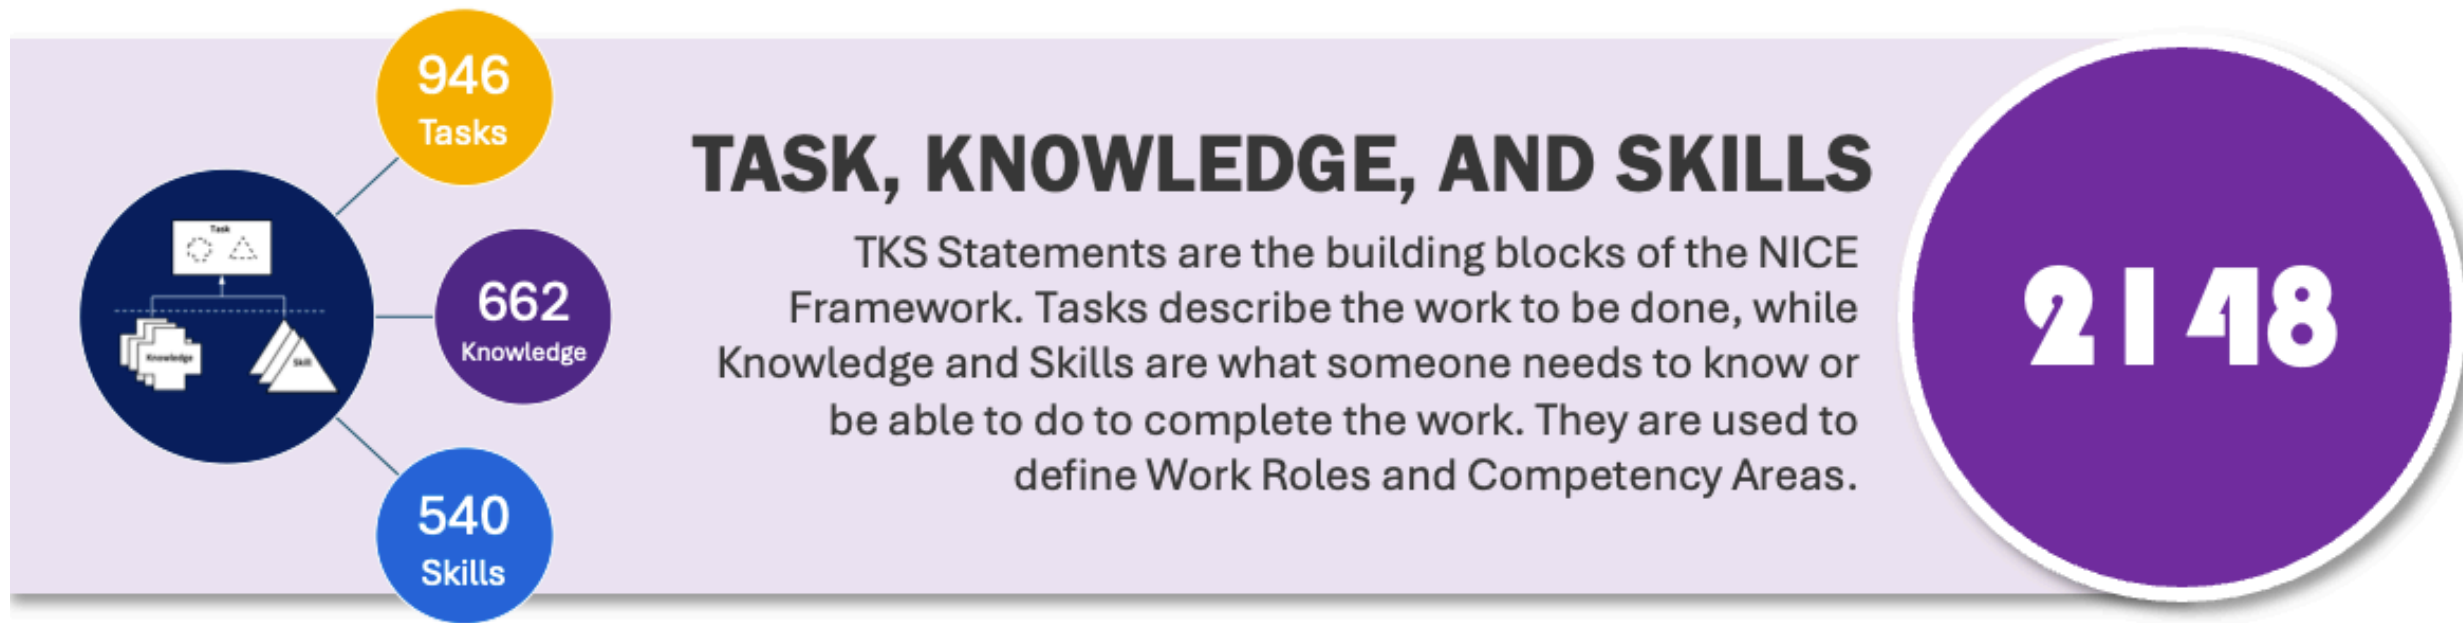 946
Tasks
Task
Knowledge
Skill
662
Knowledge
540
Skills
TASK, KNOWLEDGE, AND SKILLS
TKS Statements are the building blocks of the NICE
Framework. Tasks describe the work to be done, while
Knowledge and Skills are what someone needs to know or
be able to do to complete the work. They are used to
define Work Roles and Competency Areas.
2148